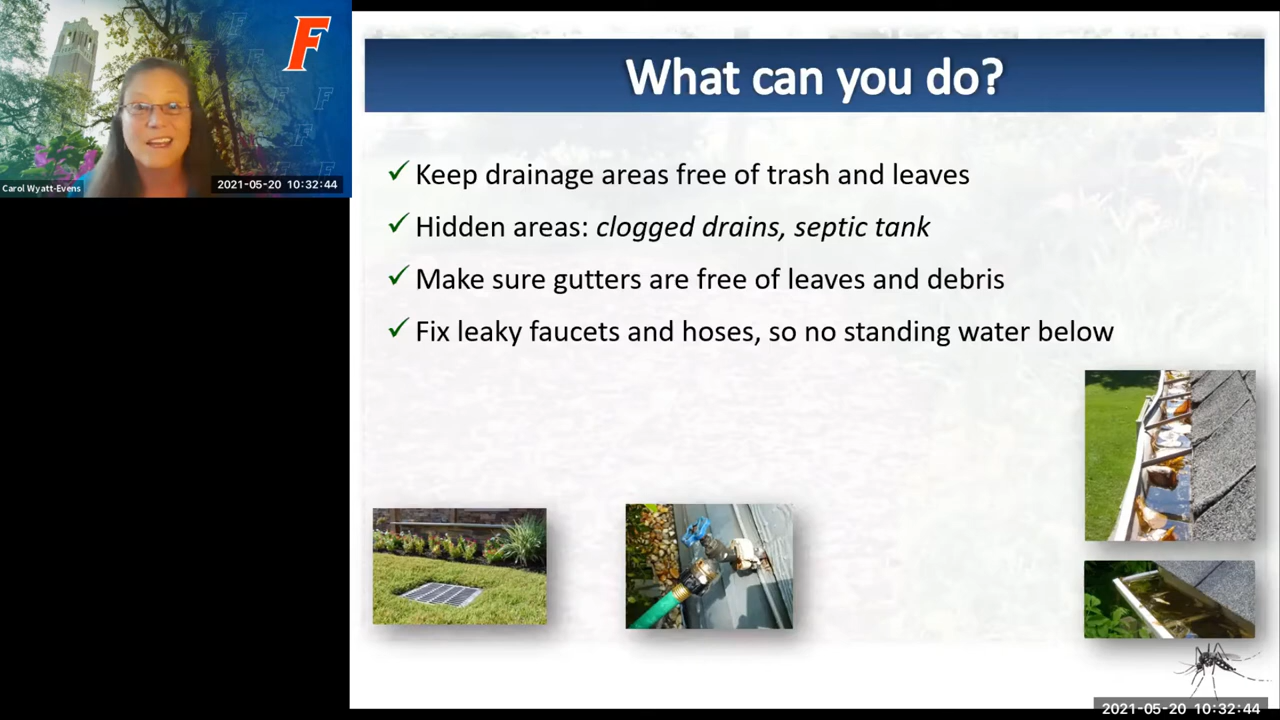 F
Carol Wyatt-Evens
2021-05-20 10:32:44
What can you do?
✓ Keep drainage areas free of trash and leaves
✓ Hidden areas: clogged drains, septic tank
✓ Make sure gutters are free of leaves and debris
✓ Fix leaky faucets and hoses, so no standing water below
2021-05-20 10:32:44